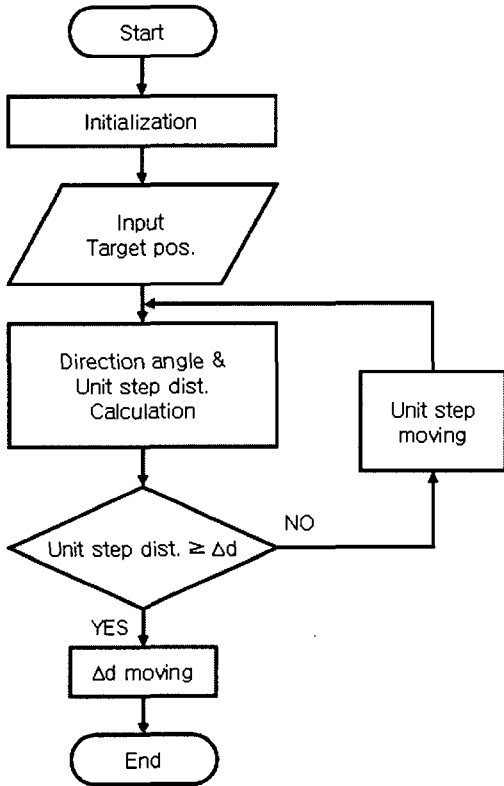 Start
Initialization
Input
Target pos.
Direction angle &
Unit step dist.
Calculation
Unit step
moving
Unit step dist. ≥ Δd
NO
YES
Δd moving
End